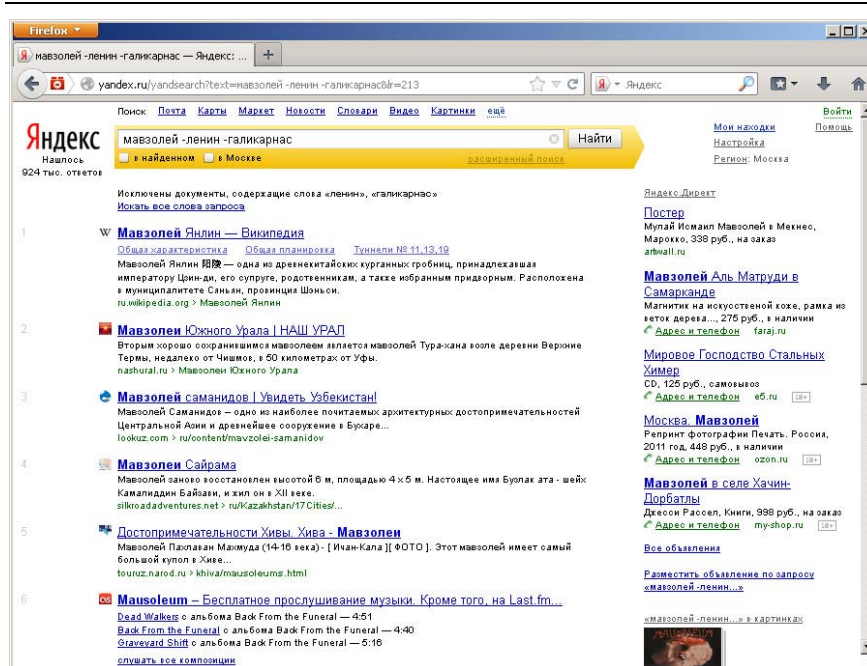 Firefox
мавзолей -ленин -галикарнас — Яндекс: ...
yandex.ru/yandsearch?text=мавзолей -ленин -галикарнас&lr=213
Яндекс
Поиск Почта Карты Маркет Новости Словари Видео Картинки ещё
Войти
Яндекс
мавзолей -ленин -галикарнас
Найти
Мои находки
Помощь
Нашлось
924 тыс. ответов
в найденном в Москве
расширенный поиск
Настройка
Регион: Москва
Исключены документы, содержащие слова «ленин», «галикарнас»
Искать все слова запроса
1
Мавзолей Янлин — Википедия
Общая характеристика Общая планировка Туннели № 11,13,19
Мавзолей Янлин 阳陵 — одна из древнекитайских курганных гробниц, принадлежавшая
императору Цзин-ди, его супруге, родственникам, а также избранным придворным. Расположена
в муниципалитете Саньян, провинция Шэньси.
ru.wikipedia.org > Мавзолей Янлин
2
Мавзолеи Южного Урала | НАШ УРАЛ
Вторым хорошо сохранившимся мавзолеем является мавзолей Тура-хана возле деревни Верхние
Термы, недалеко от Чишмов, в 50 километрах от Уфы.
nashural.ru > Мавзолеи Южного Урала
3
Мавзолей саманидов | Увидеть Узбекистан!
Мавзолей Саманидов – одно из наиболее почитаемых архитектурных достопримечательностей
Центральной Азии и древнейшее сооружение в Бухаре...
lookuz.com > ru/content/mavzolei-samanidov
4
Мавзолеи Сайрама
Мавзолей заново восстановлен высотой 6 м, площадью 4 х 5 м. Настоящее имя Бузлак ата - шейх
Камалиддин Байзави, и жил он в XII веке.
silkroadadventures.net > ru/Kazakhstan/17Cities/...
5
Достопримечательности Хивы. Хива - Мавзолеи
Мавзолей Пахлаван Махмуда (14-16 века) - [ Ичан-Кала ][ ФОТО ]. Этот мавзолей имеет самый
большой купол в Хиве...
touruz.narod.ru > khiva/mausoleums.html
6
Mausoleum – Бесплатное прослушивание музыки. Кроме того, на Last.fm...
Dead Walkers с альбома Back From the Funeral — 4:51
Back From the Funeral с альбома Back From the Funeral — 4:40
Graveyard Shift с альбома Back From the Funeral — 5:16
слушать все композиции
Яндекс.Директ
Постер
Мулай Исмаил Мавзолей в Мекнес,
Марокко, 338 руб., на заказ
artwall.ru
Мавзолей Аль Матруди в
Самарканде
Магнитик на искусственой коже, рамка из
веток дерева..., 275 руб., в наличии
Адрес и телефон faraj.ru
Мировое Господство Стальных
Химер
CD, 125 руб., самовывоз
Адрес и телефон e5.ru 18+
Москва. Мавзолей
Репринт фотографии Печать. Россия,
2011 год, 448 руб., в наличии
Адрес и телефон ozon.ru 18+
Мавзолей в селе Хачин-
Дорбатлы
Джесси Рассел, Книги, 998 руб., на заказ
Адрес и телефон my-shop.ru 18+
Все объявления
Разместить объявление по запросу
«мавзолей -ленин...»
«мавзолей -ленин...» в картинках